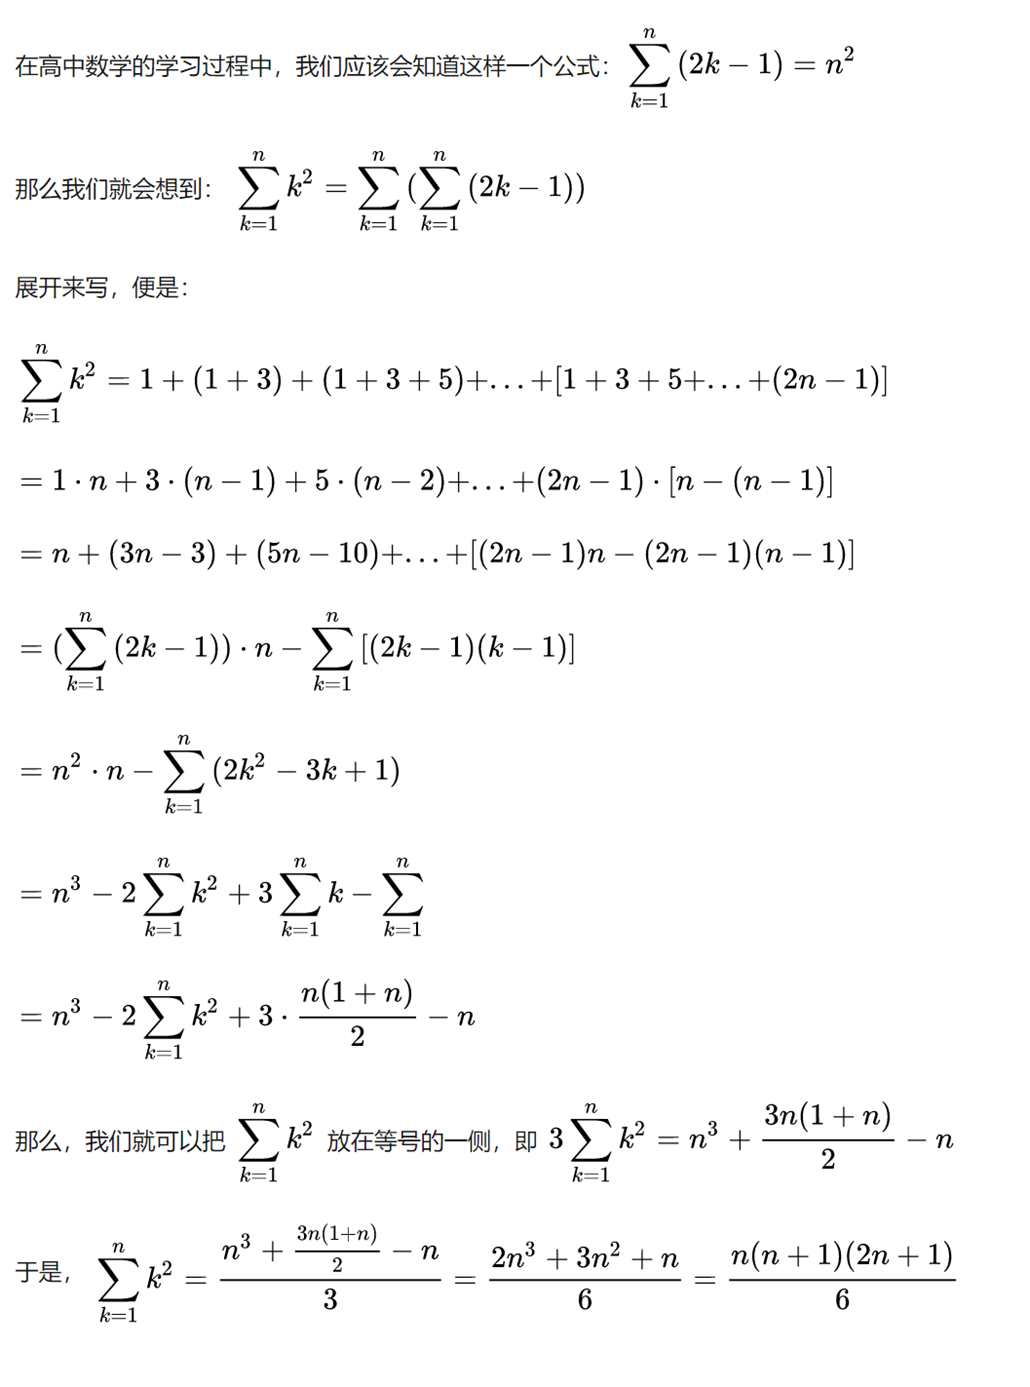 在高中数学的学习过程中，我们应该会知道这样一个公式： $\sum_{k=1}^{n}(2k-1)=n^2$
那么我们就会想到： $\sum_{k=1}^{n}k^2=\sum_{k=1}^{n}(\sum_{k=1}^{n}(2k-1))$
展开来写，便是：
$\sum_{k=1}^{n}k^2=1+(1+3)+(1+3+5)+\ldots+[1+3+5+\ldots+(2n-1)]$
$=1\cdot n+3\cdot(n-1)+5\cdot(n-2)+\ldots+(2n-1)\cdot[n-(n-1)]$
$=n+(3n-3)+(5n-10)+\ldots+[(2n-1)n-(2n-1)(n-1)]$
$=(\sum_{k=1}^{n}(2k-1))\cdot n-\sum_{k=1}^{n}[(2k-1)(k-1)]$
$=n^2\cdot n-\sum_{k=1}^{n}(2k^2-3k+1)$
$=n^3-2\sum_{k=1}^{n}k^2+3\sum_{k=1}^{n}k-\sum_{k=1}^{n}$
$=n^3-2\sum_{k=1}^{n}k^2+3\cdot\frac{n(1+n)}{2}-n$
那么，我们就可以把 $\sum_{k=1}^{n}k^2$ 放在等号的一侧，即 $3\sum_{k=1}^{n}k^2=n^3+\frac{3n(1+n)}{2}-n$
于是， $\sum_{k=1}^{n}k^2=\frac{n^3+\frac{3n(1+n)}{2}-n}{3}=\frac{2n^3+3n^2+n}{6}=\frac{n(n+1)(2n+1)}{6}$